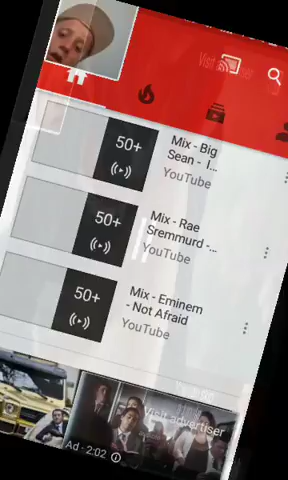 Visit
50+
Mix - Big
Sean - I...
YouTube
50+
Mix - Rae
Sremmurd -...
YouTube
50+
Mix - Eminem
- Not Afraid
YouTube
Visit advertiser
Ad · 2:02